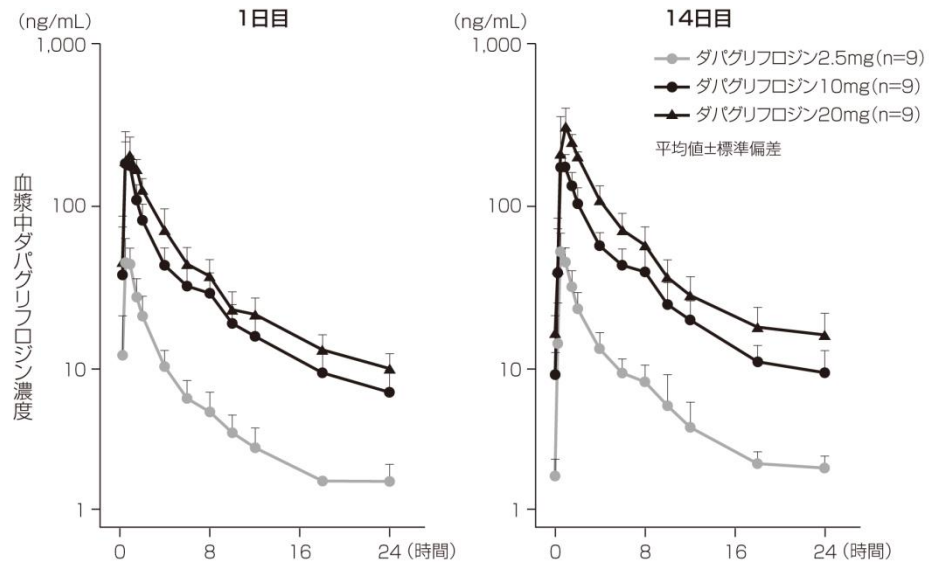 1日目
(ng/mL)
1,000
100
10
1
0
8
16
24(時間)
血漿中ダパグリフロジン濃度
14日目
(ng/mL)
1,000
100
10
1
0
8
16
24(時間)
ダパグリフロジン2.5mg(n=9)
ダパグリフロジン10mg(n=9)
ダパグリフロジン20mg(n=9)
平均値±標準偏差